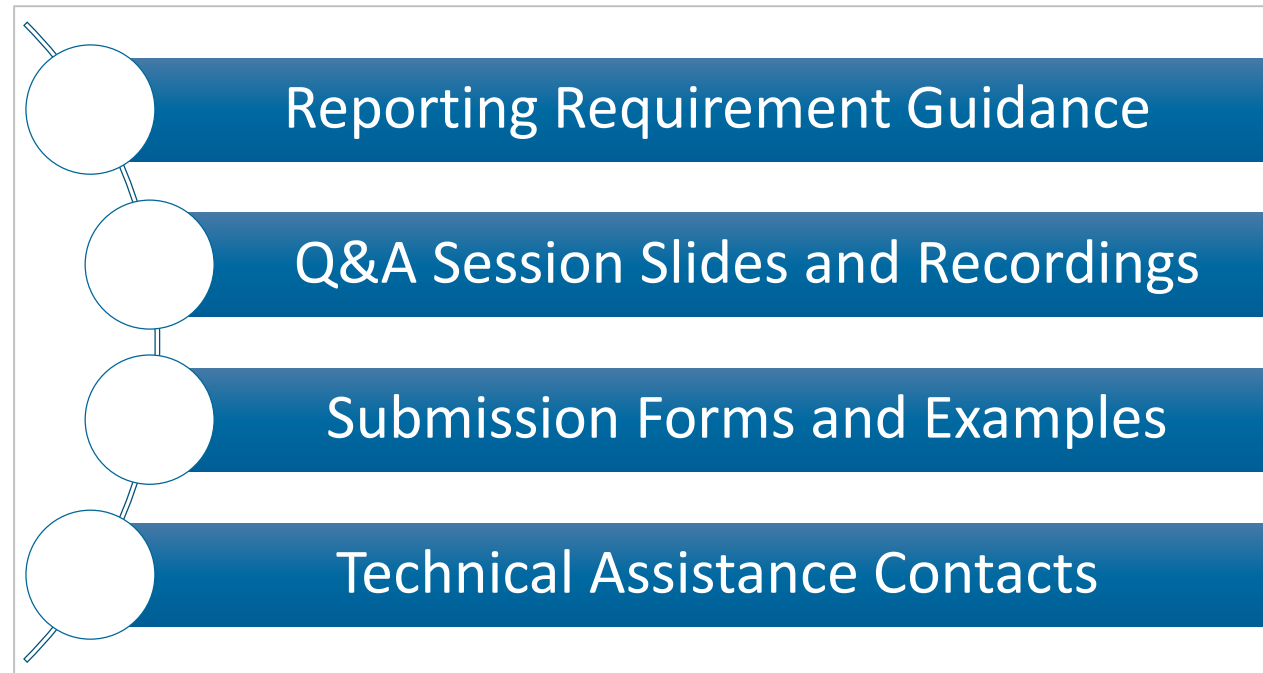 Reporting Requirement Guidance
Q&A Session Slides and Recordings
Submission Forms and Examples
Technical Assistance Contacts